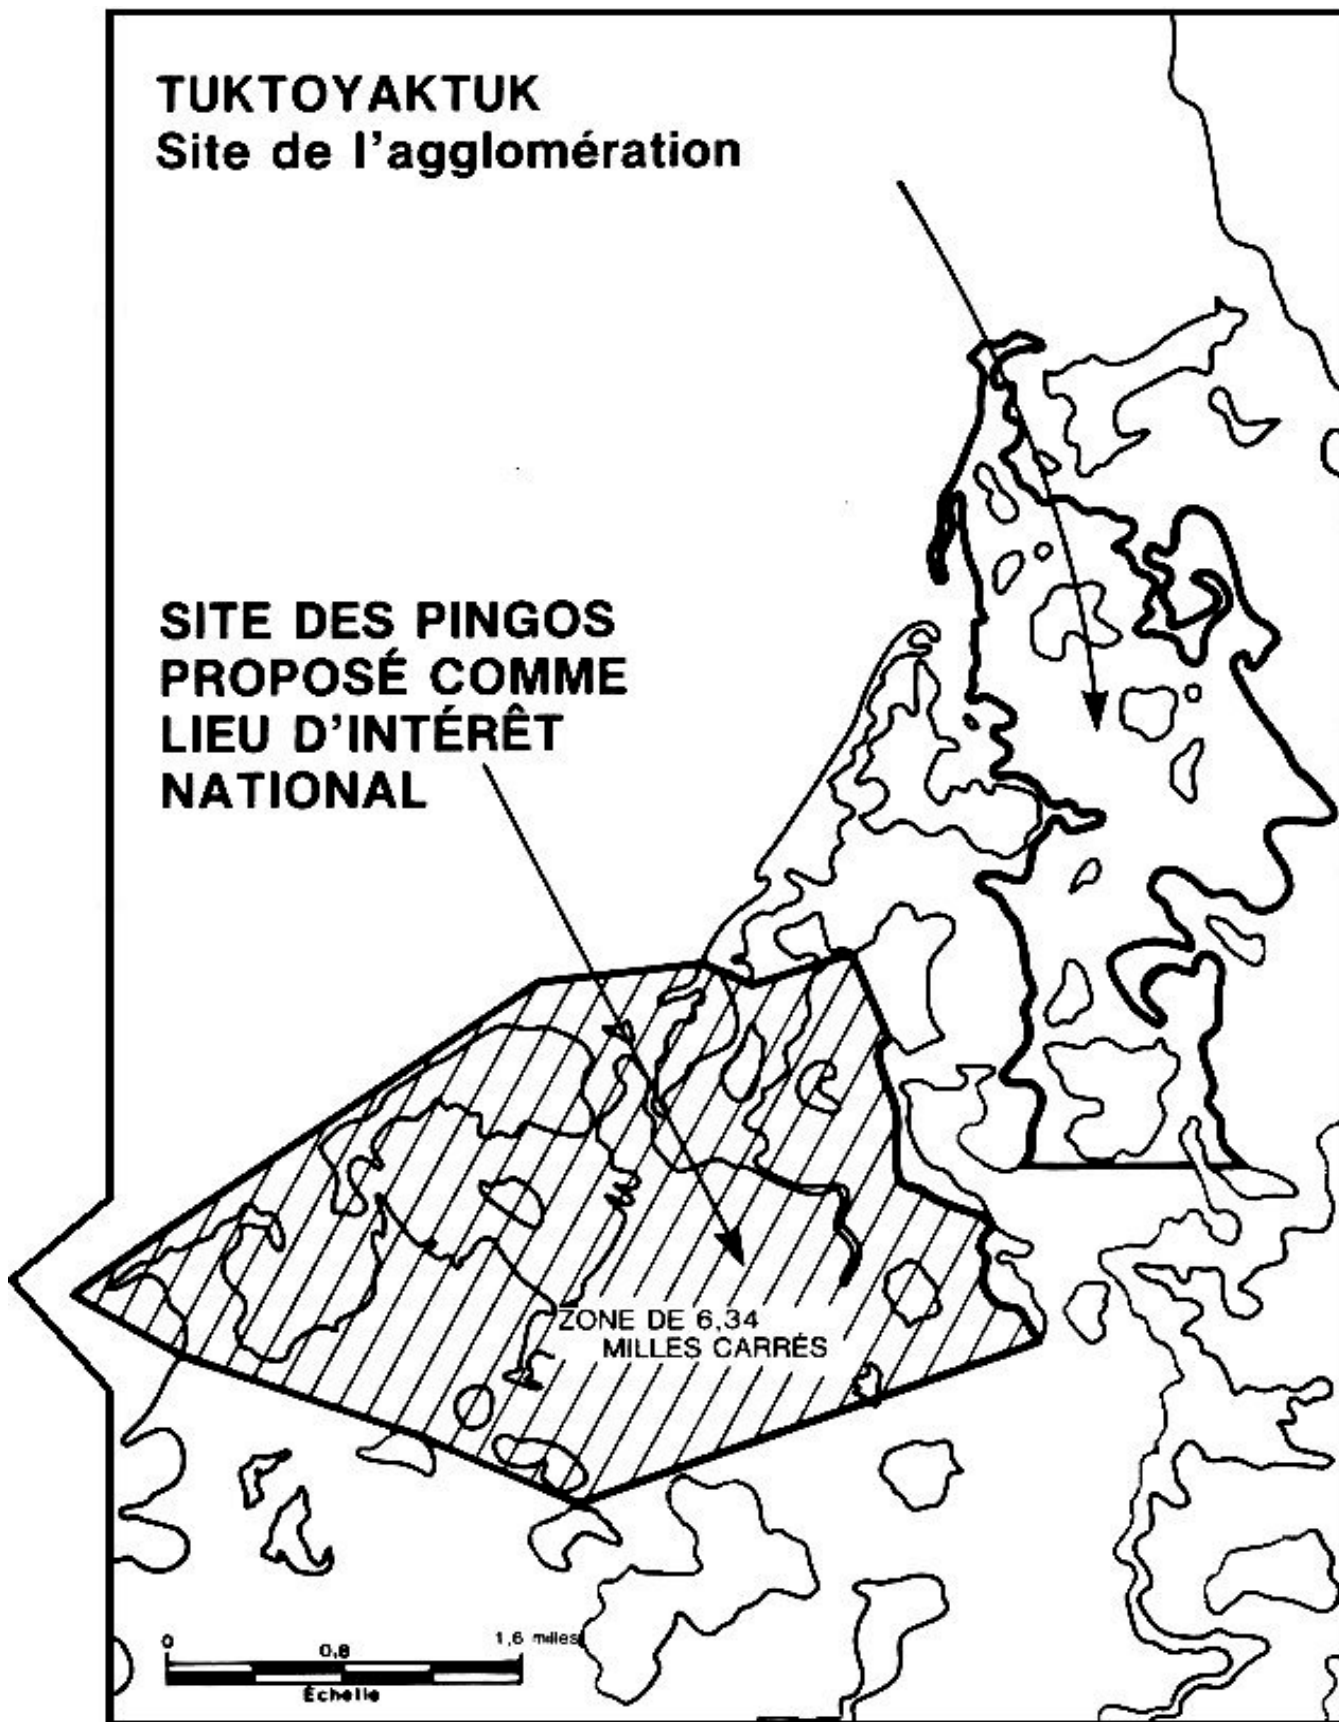 TUKTOYAKTUK
Site de l'agglomération
SITE DES PINGOS
PROPOSÉ COMME
LIEU D'INTÉRÊT
NATIONAL
ZONE DE 6,34
MILLES CARRÉS
0
0,8
1,6 milles
Échelle